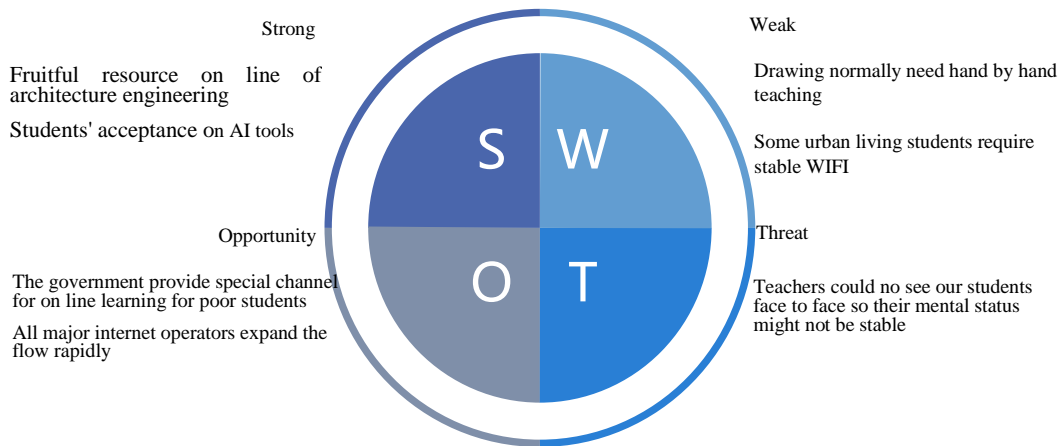 Strong
Fruitful resource on line of
architecture engineering
Students' acceptance on AI tools
Weak
Drawing normally need hand by hand
teaching
Some urban living students require
stable WIFI
S
W
O
T
Opportunity
The government provide special channel
for on line learning for poor students
All major internet operators expand the
flow rapidly
Threat
Teachers could no see our students
face to face so their mental status
might not be stable